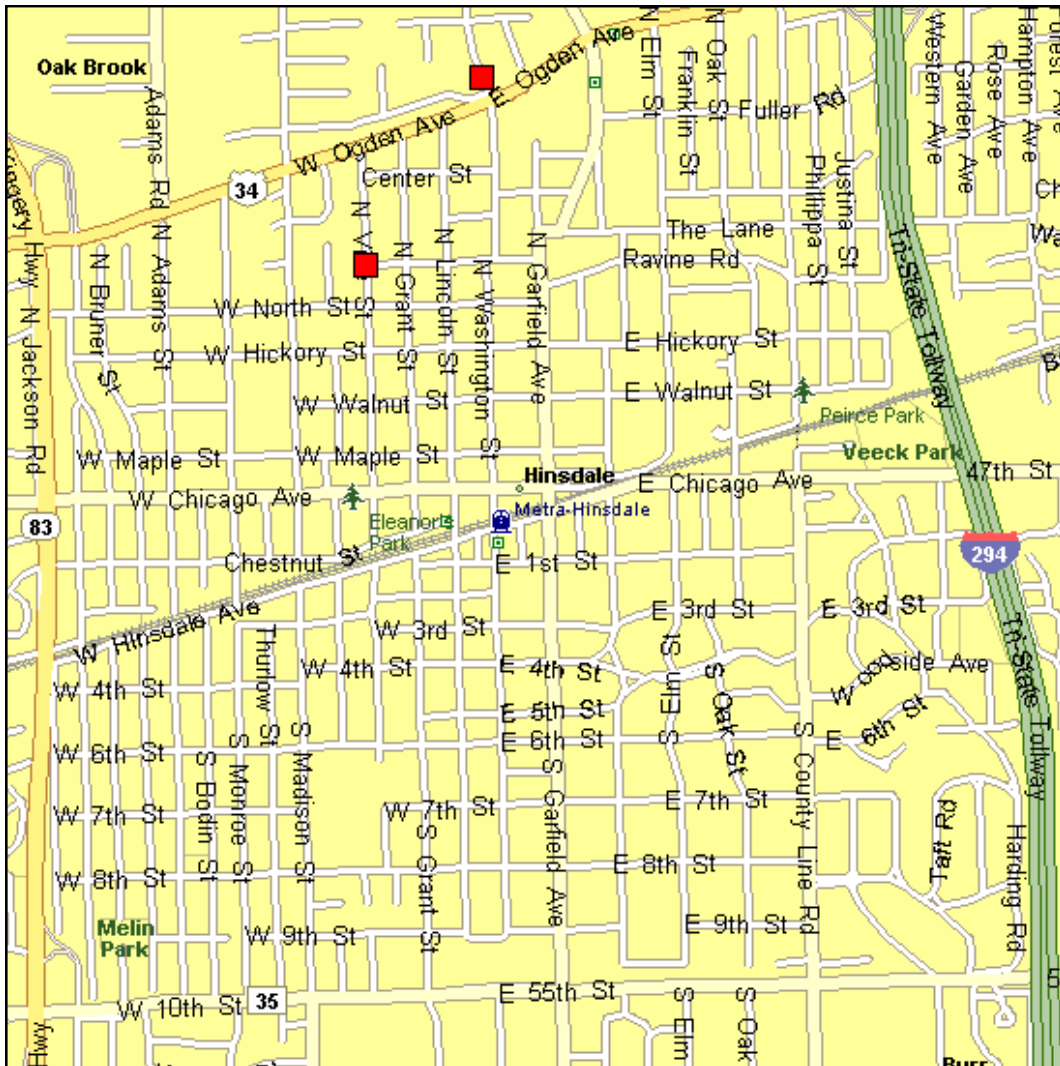 Oak Brook
Adams Rd
W Ogden Ave
E Ogden Ave
N Elm St
Franklin St
N Oak St
Fuller Rd
Western Ave
Garden Ave
Rose Ave
Hampton Ave
Forest Ave
34
Center St
Phillippa St
Justina St
The Lane
Ravine Rd
Tri-State Tollway
Hwy
N Jackson Rd
N Bruner St
N Adams St
N Vi
St
N Grant St
N Lincoln St
N Washington St
N Garfield Ave
W North St
W Hickory St
E Hickory St
W Walnut St
E Walnut St
Peirce Park
Veeck Park
W Maple St
W Maple St
Hinsdale
W Chicago Ave
E Chicago Ave
47th St
83
Eleanor's
Park
Metra-Hinsdale
Chestnut St
E 1st St
294
W Hinsdale Ave
W 3rd St
E 3rd St
E 3rd St
W 4th St
W 4th St
E 4th St
Woodside Ave
Thurlow St
S Elm St
S Oak St
E 5th St
W 6th St
E 6th St
E 6th St
S Bodin St
S Monroe St
S Madison St
S Garfield Ave
S County Line Rd
Tri-State Tollway
W 7th St
W 7th St
E 7th St
S Grant St
Taft Rd
Harding Rd
W 8th St
E 8th St
Melin
Park
W 9th St
E 9th St
W 10th St
35
E 55th St
S Elm
S Oak
Hwy